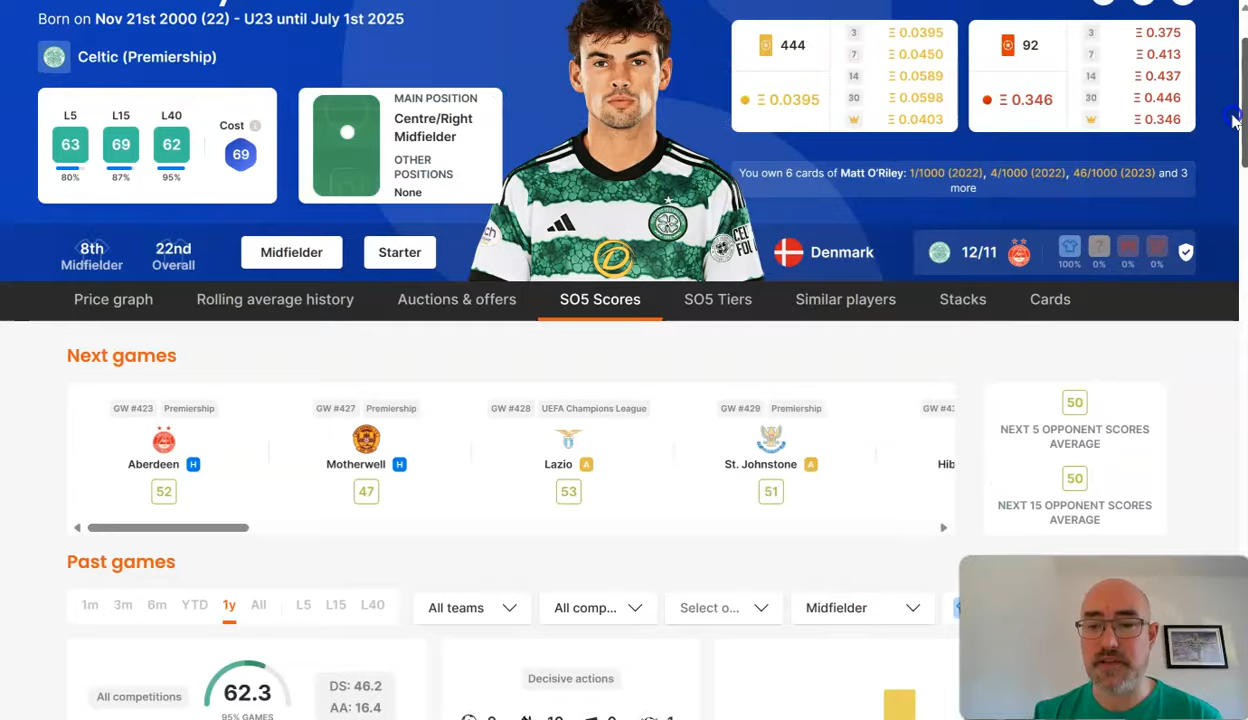 Born on Nov 21st 2000 (22) - U23 until July 1st 2025
Celtic (Premiership)
L5
L15
L40
Cost
63
69
62
69
80%
87%
95%
MAIN POSITION
Centre/Right
Midfielder
OTHER
POSITIONS
None
444
Ξ 0.0395
3 Ξ 0.0395
7 Ξ 0.0450
14 Ξ 0.0589
30 Ξ 0.0598
Ξ 0.0403
92
Ξ 0.346
3 Ξ 0.375
7 Ξ 0.413
14 Ξ 0.437
30 Ξ 0.446
Ξ 0.346
You own 6 cards of Matt O'Riley: 1/1000 (2022), 4/1000 (2022), 46/1000 (2023) and 3
more
8th
Midfielder
22nd
Overall
Midfielder
Starter
Denmark
12/11
100%
0%
0%
0%
Price graph
Rolling average history
Auctions & offers
SO5 Scores
SO5 Tiers
Similar players
Stacks
Cards
Next games
GW #423 Premiership
Aberdeen H
52
GW #427 Premiership
Motherwell H
47
GW #428 UEFA Champions League
Lazio A
53
GW #429 Premiership
St. Johnstone A
51
Hib
50
NEXT 5 OPPONENT SCORES
AVERAGE
50
NEXT 15 OPPONENT SCORES
AVERAGE
Past games
1m 3m 6m YTD 1y All L5 L15 L40
All teams
All comp...
Select o...
Midfielder
All competitions
62.3
95% GAMES
DS: 46.2
AA: 16.4
Decisive actions